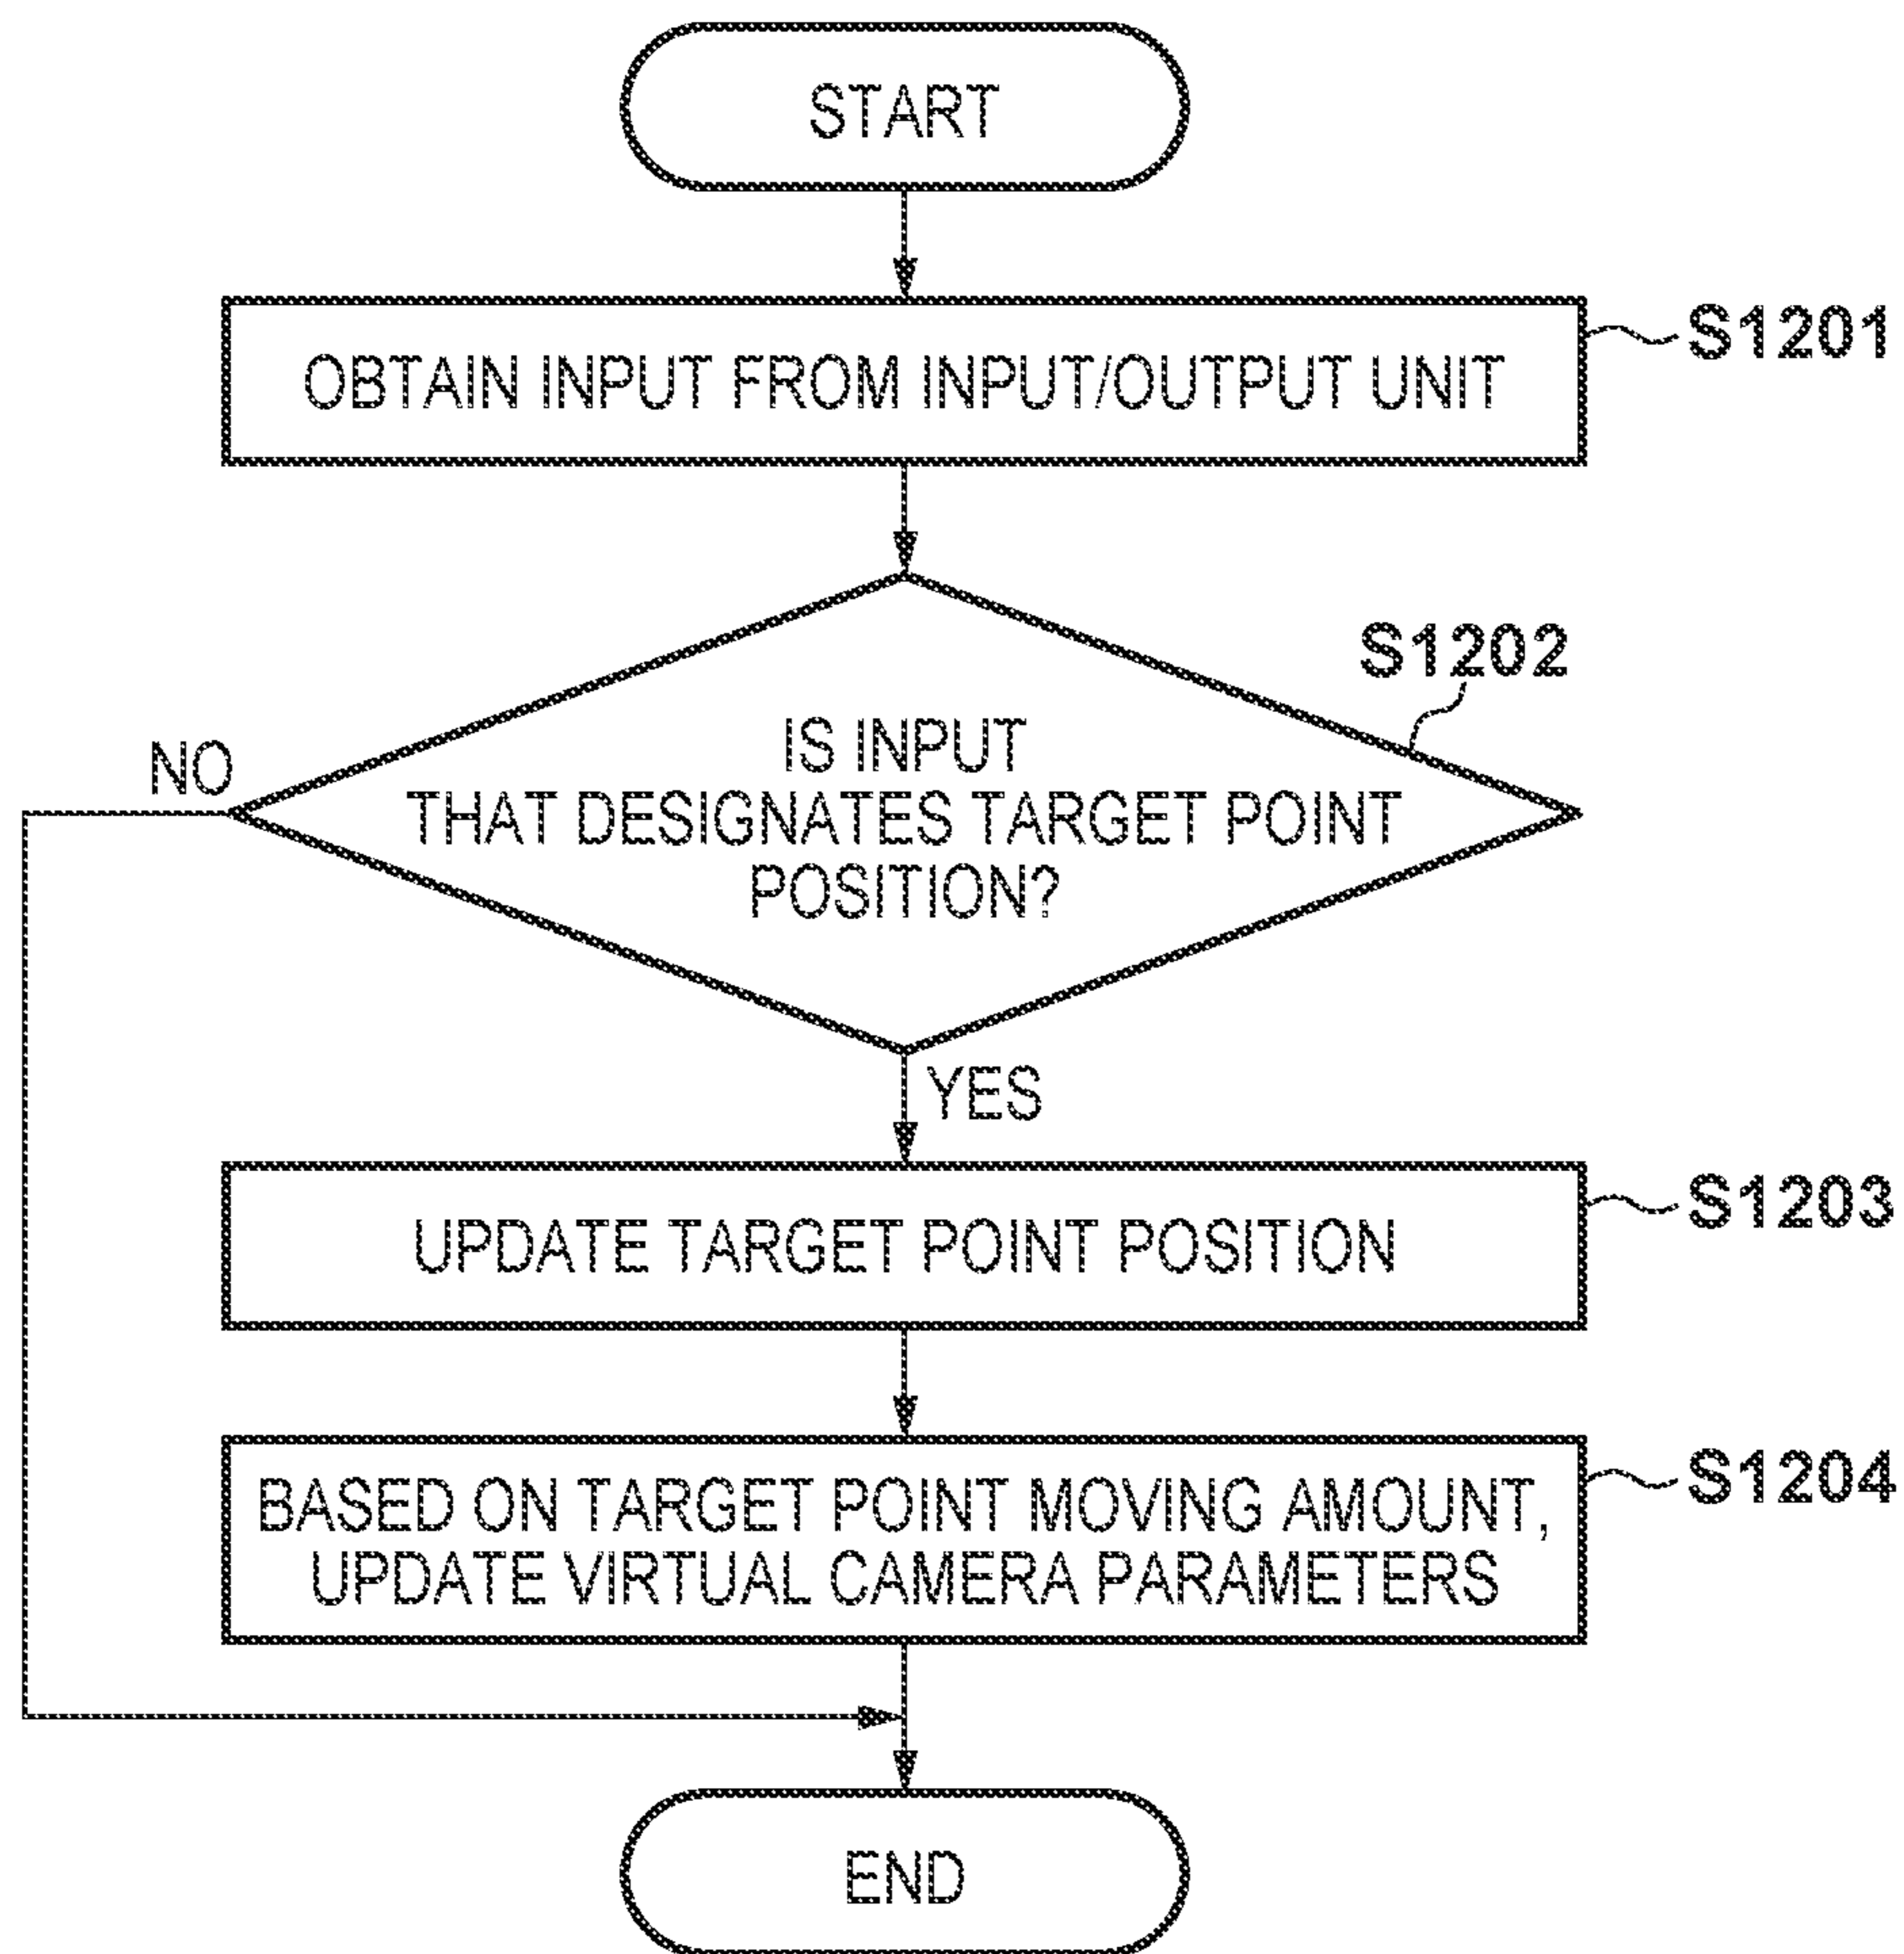 START
OBTAIN INPUT FROM INPUT/OUTPUT UNIT
S1201
S1202
IS INPUT
THAT DESIGNATES TARGET POINT
POSITION?
NO
YES
UPDATE TARGET POINT POSITION
S1203
BASED ON TARGET POINT MOVING AMOUNT,
UPDATE VIRTUAL CAMERA PARAMETERS
S1204
END